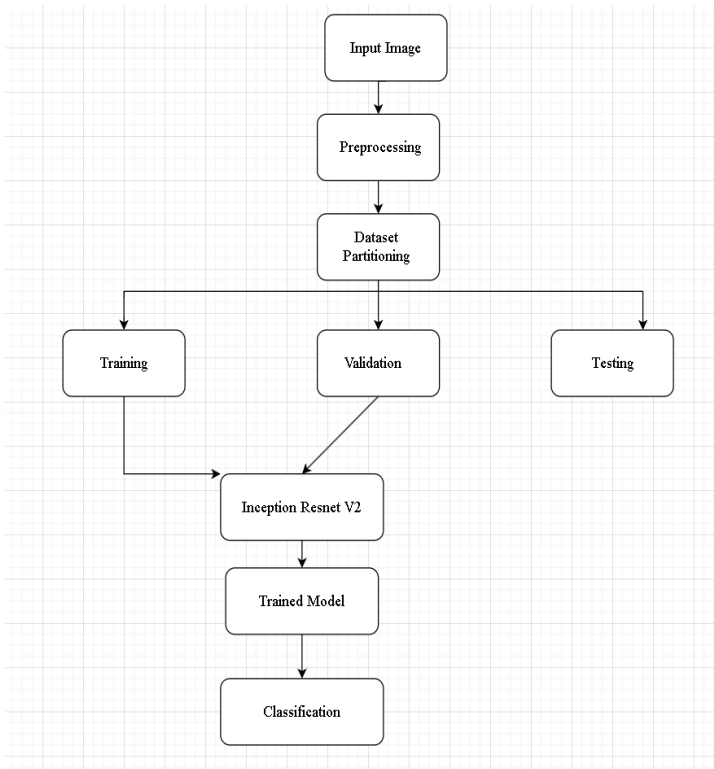 Input Image
Preprocessing
Dataset
Partitioning
Training
Validation
Testing
Inception Resnet V2
Trained Model
Classification